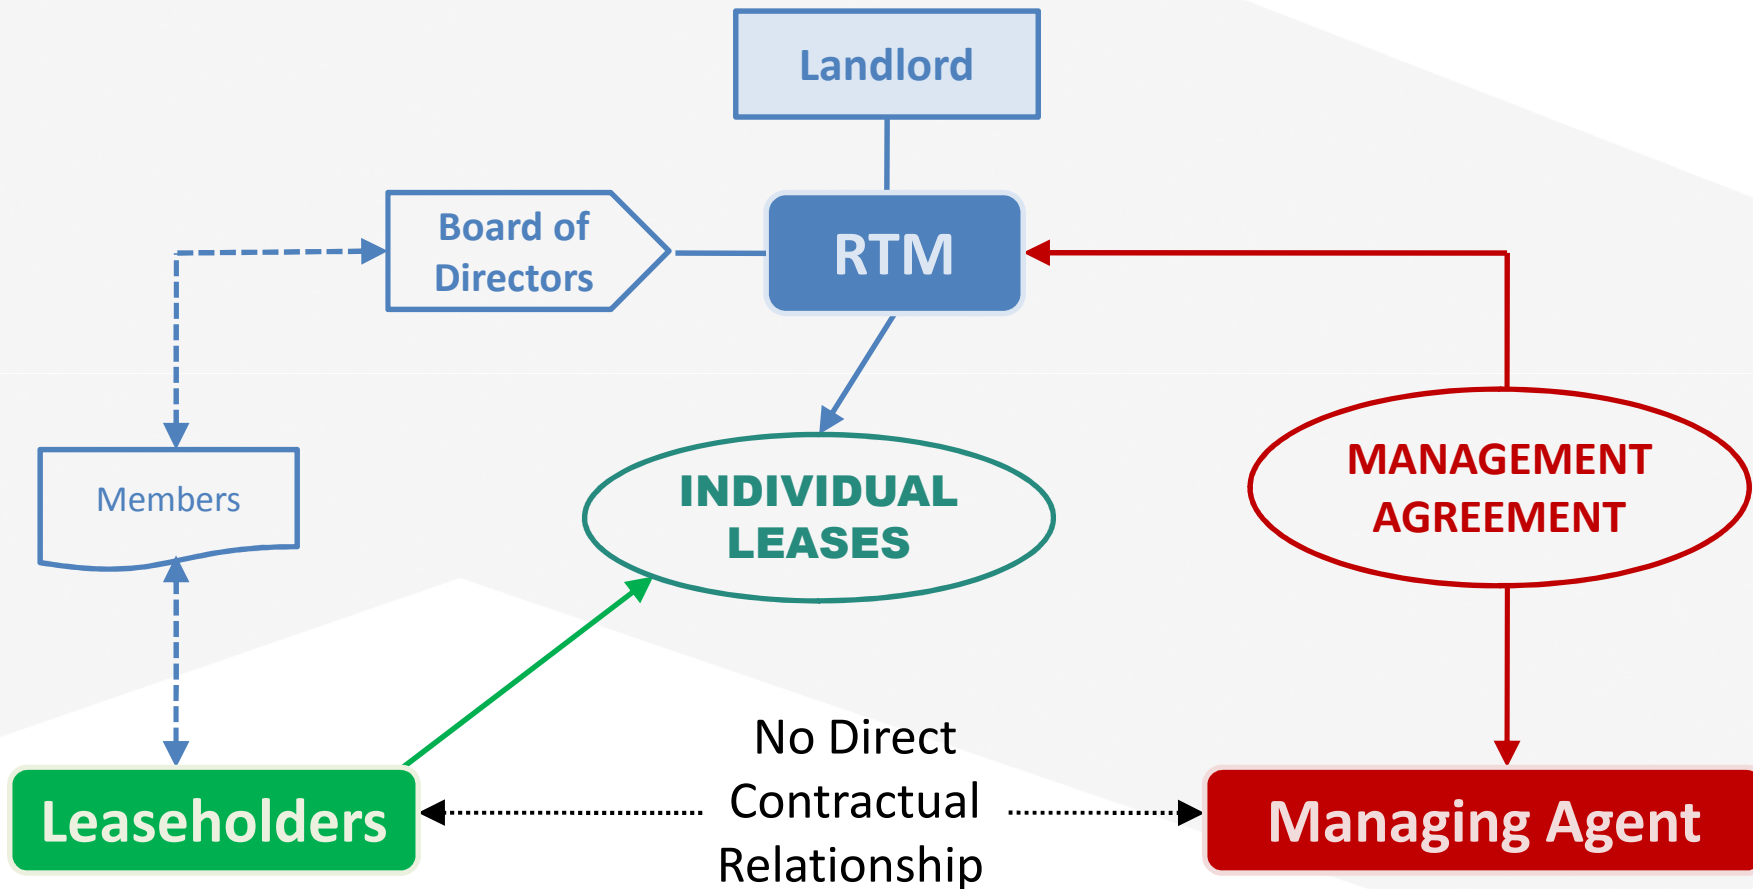 Landlord
Board of
Directors
RTM
Members
INDIVIDUAL
LEASES
MANAGEMENT
AGREEMENT
No Direct
Contractual
Relationship
Leaseholders
Managing Agent